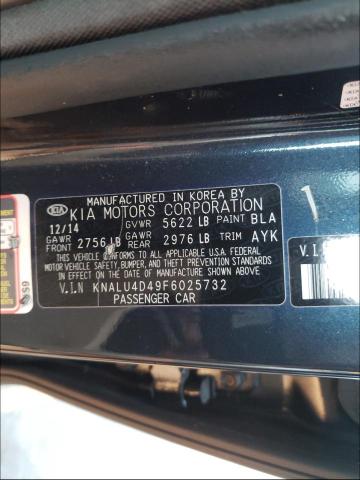 MANUFACTURED IN KOREA BY
KIA KIA MOTORS CORPORATION
12/14 GVWR 5622 LB PAINT BLA
GAWR FRONT 2756 LB GAWR REAR 2976 LB TRIM AYK
THIS VEHICLE CONFORMS TO ALL APPLICABLE U.S.A FEDERAL
MOTOR VEHICLE SAFETY, BUMPER, AND THEFT PREVENTION
STANDARDS IN EFFECT ON THE DATE OF MANUFACTURE SHOWN ABOVE.
V.I.N KNALU4D49F6025732
PASSENGER CAR
V.I.N